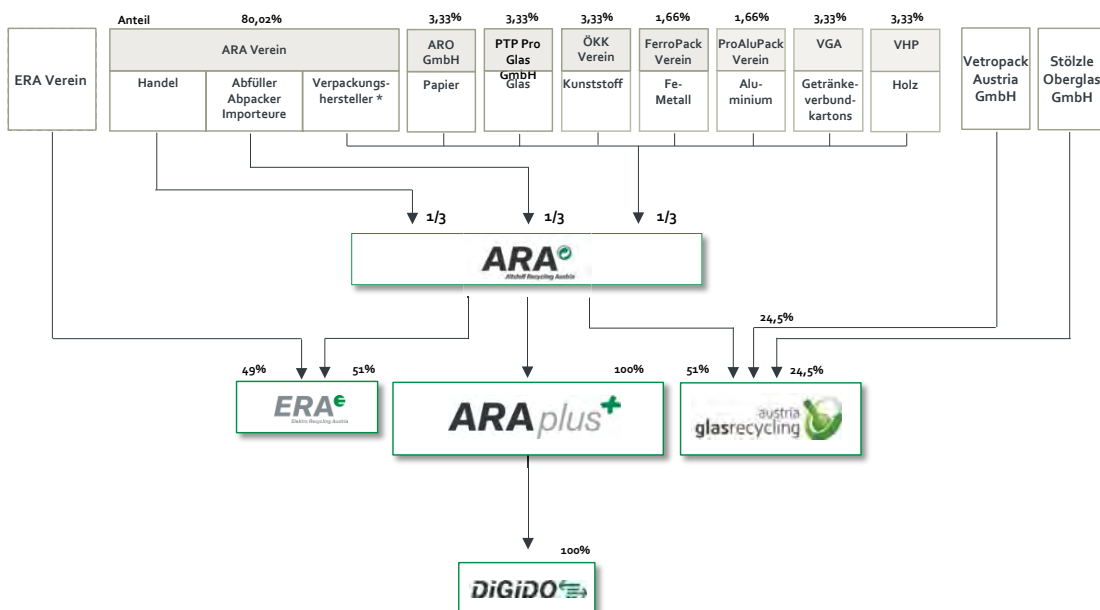 Anteil 80,02% 3,33% 3,33% 3,33% 1,66% 1,66% 3,33% 3,33%
ERA Verein
ARA Verein
Handel
Abfüller
Abpacker
Importeure
Verpackungs-
hersteller *
ARO
GmbH
Papier
PTP Pro
Glas
GmbH
Glas
ÖKK
Verein
Kunststoff
FerroPack
Verein
Fe-
Metall
ProAluPack
Verein
Alu-
minium
VGA
Getränke-
verbund-
kartons
VHP
Holz
Vetropack
Austria
GmbH
Stölzle
Oberglas
GmbH
1/3 1/3 1/3
ARA
Altstoff Recycling Austria
24,5%
49% 51% 100% 51% 24,5%
ERA
Elektro Recycling Austria
ARAplus+
austria
glasrecycling
100%
DiGiDO